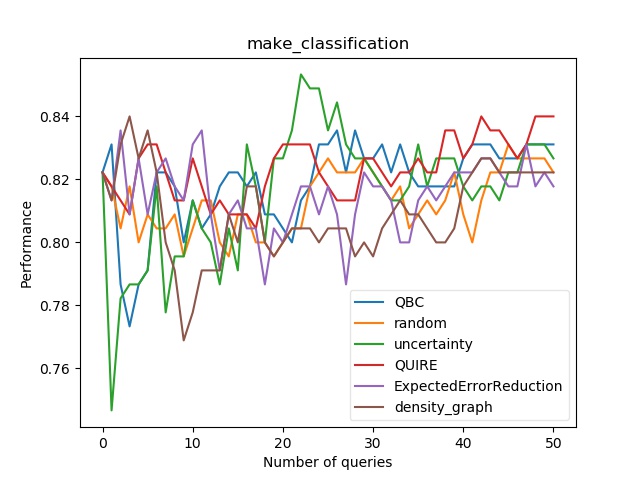 make_classification
Performance
0.84
0.82
0.80
0.78
0.76
0 10 20 30 40 50
Number of queries
QBC
random
uncertainty
QUIRE
ExpectedErrorReduction
density_graph